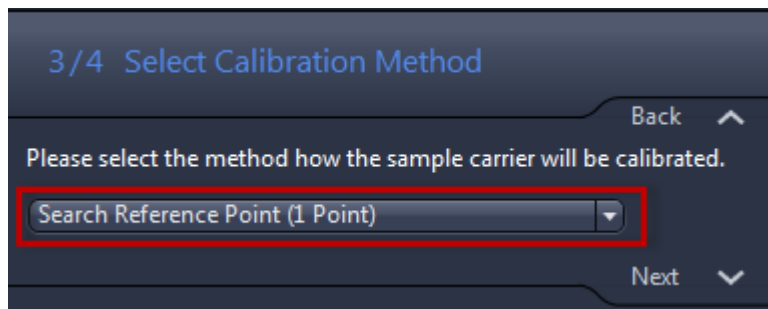 3/4 Select Calibration Method
Back
Please select the method how the sample carrier will be calibrated.
Search Reference Point (1 Point)
Next